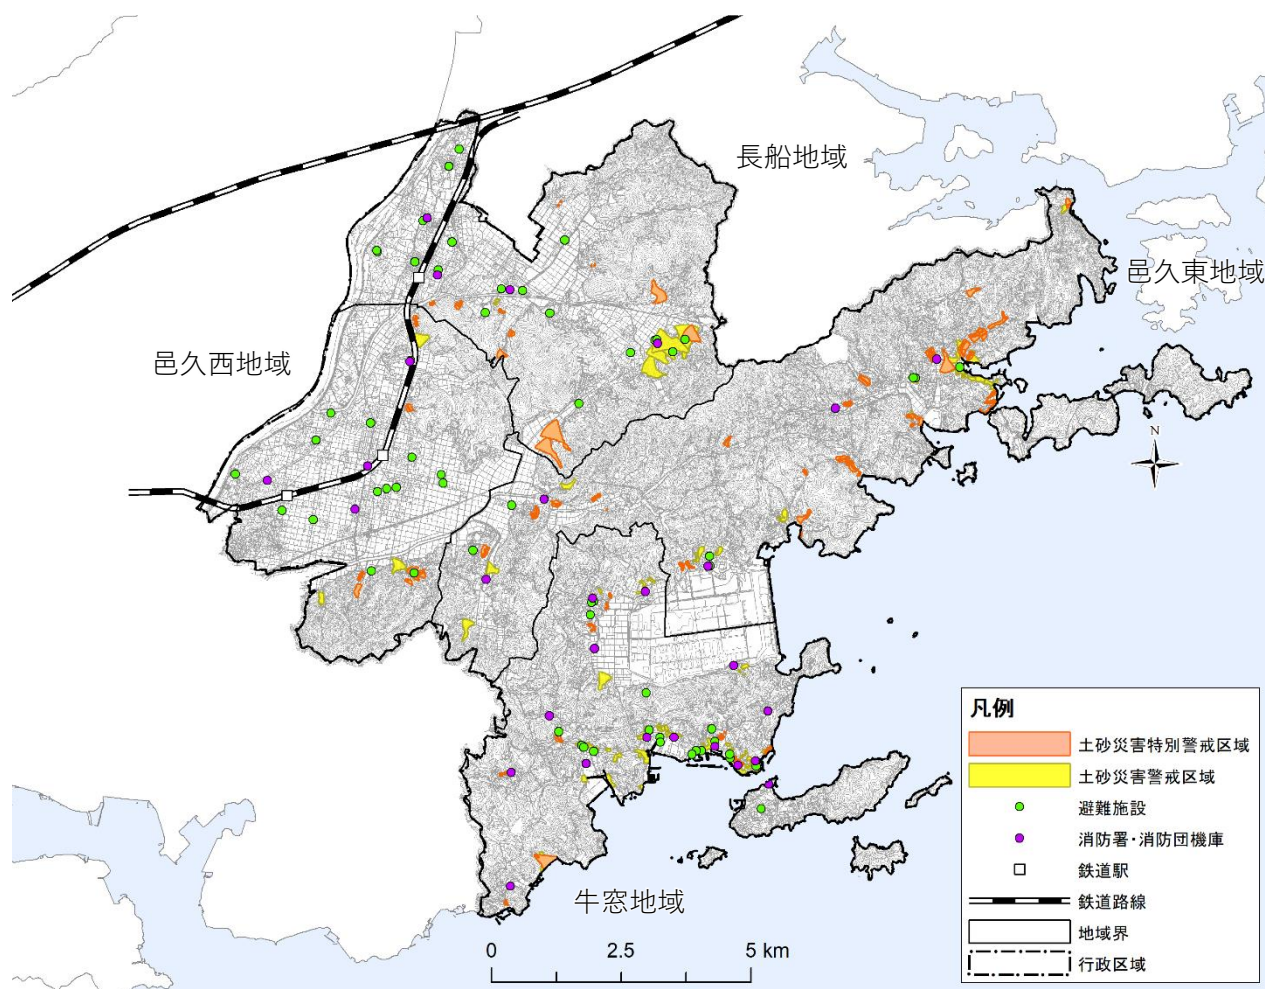 長船地域
邑久東地域
邑久西地域
N
凡例
土砂災害特別警戒区域
土砂災害警戒区域
避難施設
消防署・消防団機庫
鉄道駅
鉄道路線
地域界
行政区域
牛窓地域
0 2.5 5 km